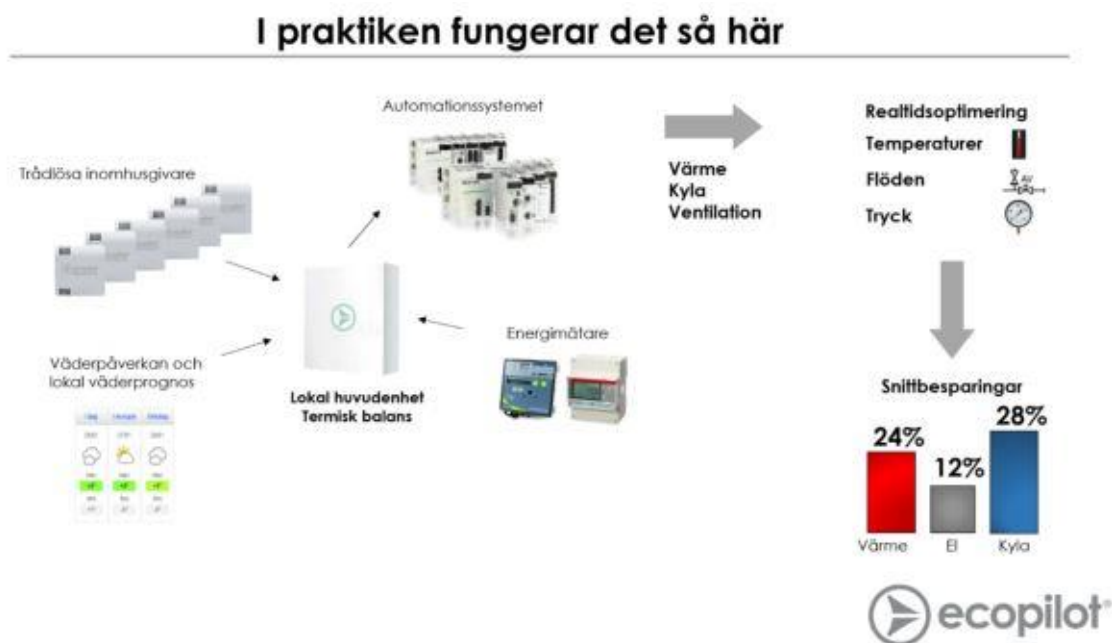 I praktiken fungerar det så här
Automationssystemet
Trådlösa inomhusgivare
Värme
Kyla
Ventilation
Realtidsoptimering
Temperaturer
Flöden
AV
Tryck
Väderpåverkan och
lokal väderprognos
Lokal huvudenhet
Termisk balans
Energimätare
Snittbesparingar
24%
12%
28%
Värme
El
Kyla
ecopilot®